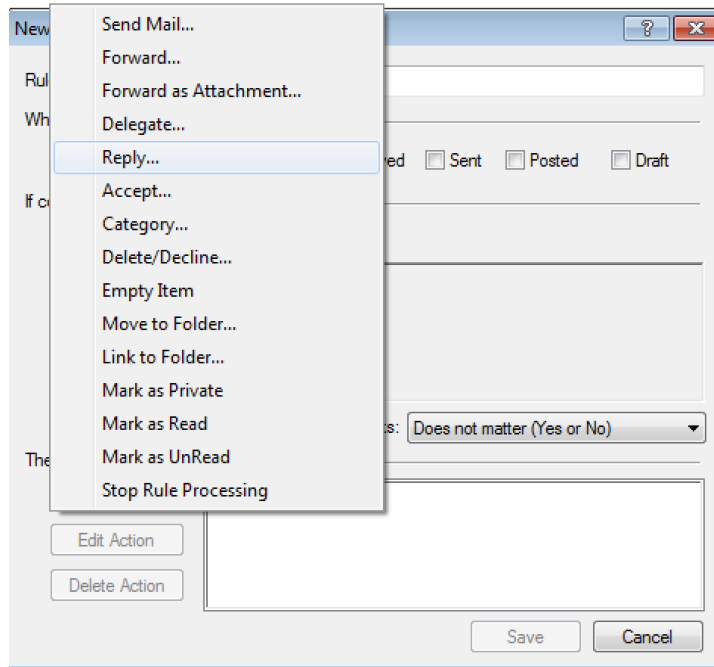 New
Send Mail...
Forward...
Rul
Forward as Attachment...
Wh
Delegate...
Reply...
ed Sent Posted Draft
Accept...
If c
Category...
Delete/Decline...
Empty Item
Move to Folder...
Link to Folder...
Mark as Private
Mark as Read
s: Does not matter (Yes or No)
Mark as UnRead
The
Stop Rule Processing
Edit Action
Delete Action
Save Cancel